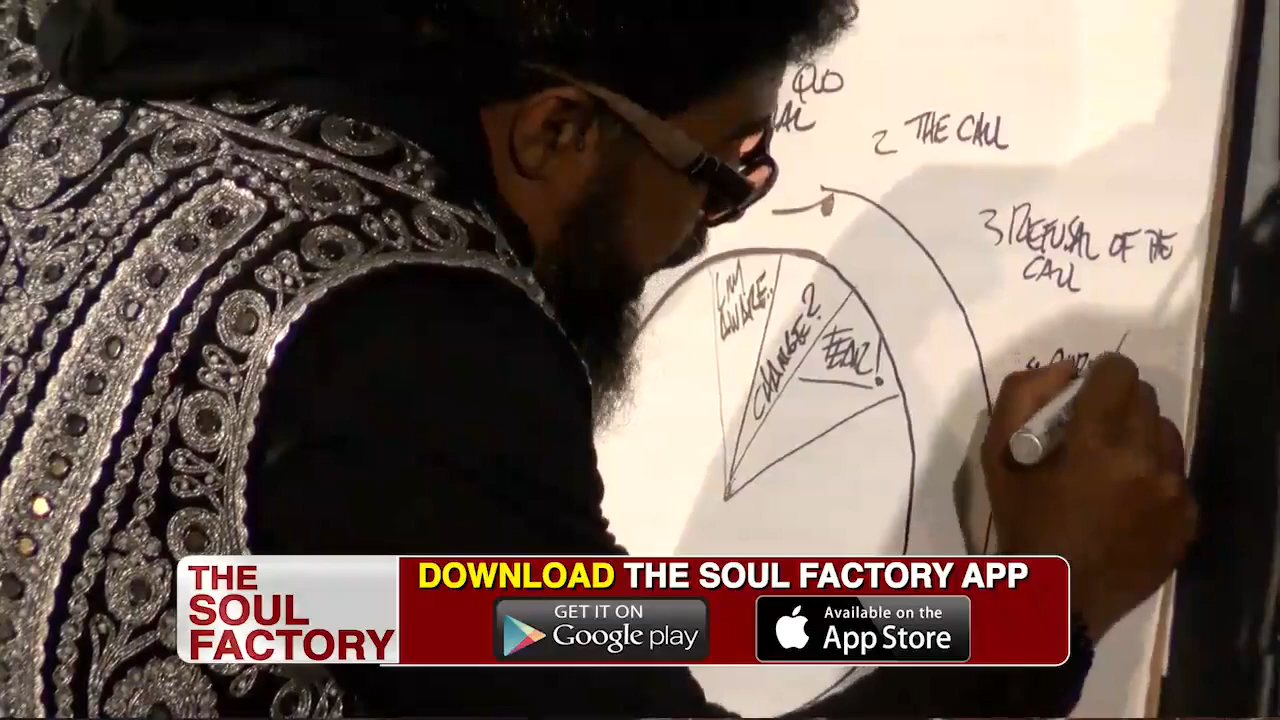 QUO
2 THE CALL
3 REFUSAL OF THE
CALL
I'M
AWARE..
CHANGE?
FEAR!
THE
SOUL
FACTORY
DOWNLOAD THE SOUL FACTORY APP
GET IT ON
Google play
Available on the
App Store